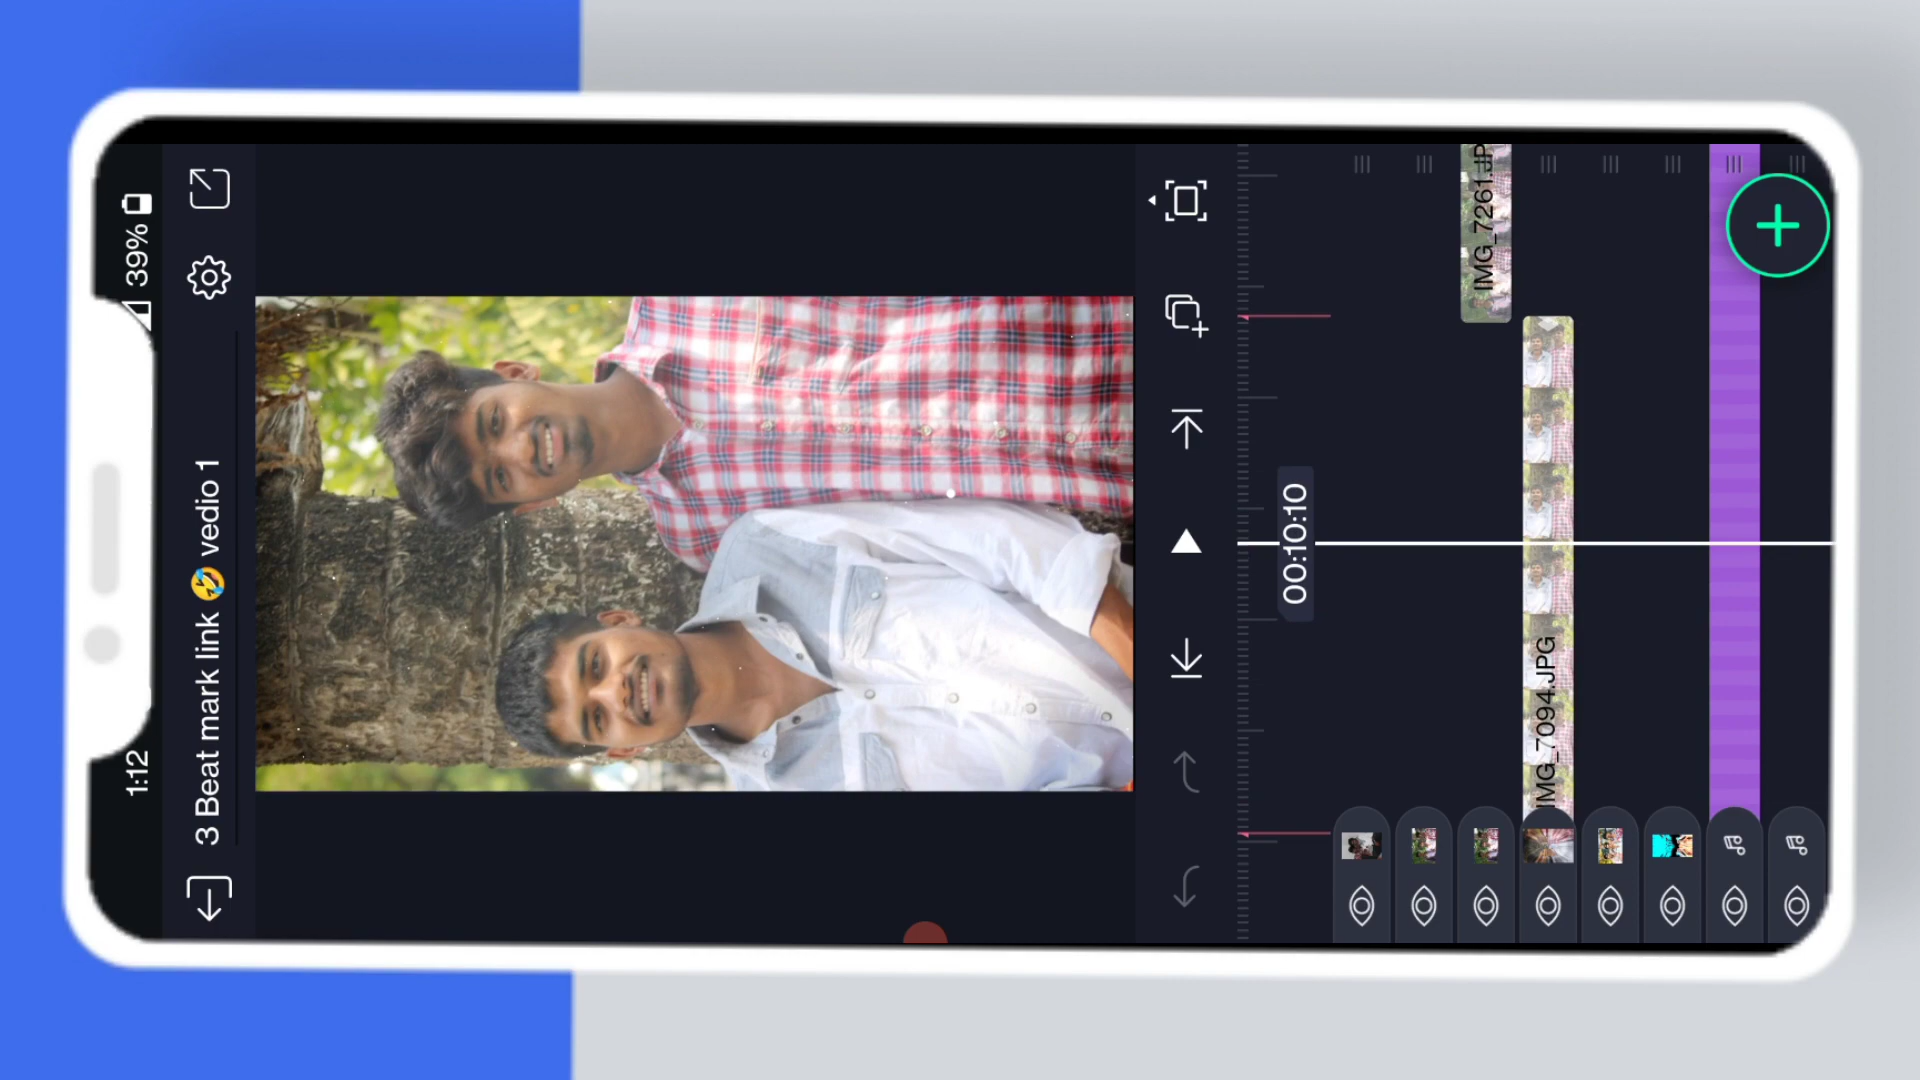 1:12 39%
3 Beat mark link 🤣 vedio 1
00:10:10
IMG_7261.JP
IMG_7094.JPG